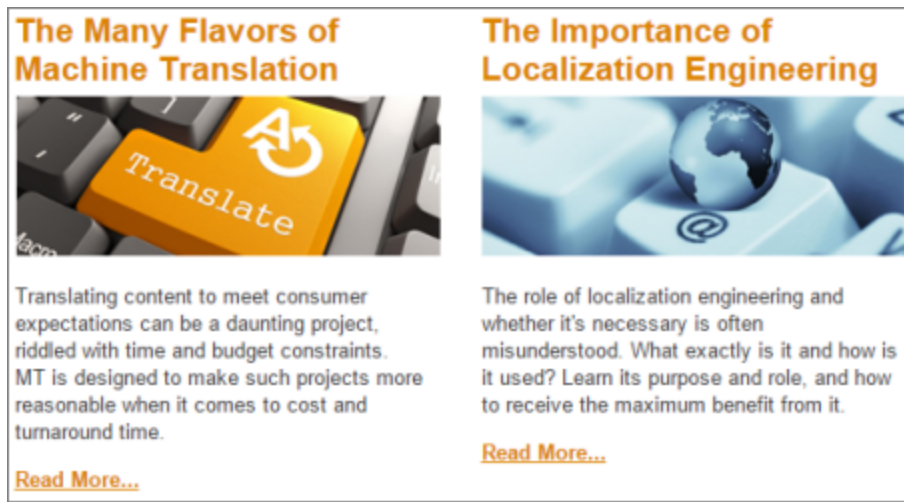 The Many Flavors of
Machine Translation
A
Translate
Macro
Translating content to meet consumer
expectations can be a daunting project,
riddled with time and budget constraints.
MT is designed to make such projects more
reasonable when it comes to cost and
turnaround time.
Read More...
The Importance of
Localization Engineering
@
The role of localization engineering and
whether it's necessary is often
misunderstood. What exactly is it and how is
it used? Learn its purpose and role, and how
to receive the maximum benefit from it.
Read More...